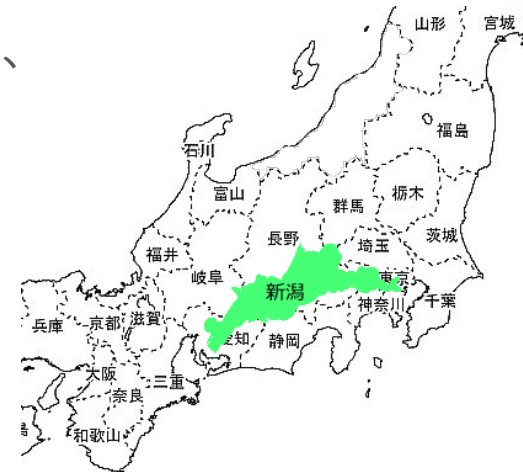 山形
宮城
、
福島
石川
富山
群馬
栃木
長野
埼玉
茨城
福井
岐阜
東京
新潟
千葉
神奈川
兵庫
京都
滋賀
愛知
静岡
大阪
三重
奈良
和歌山
島